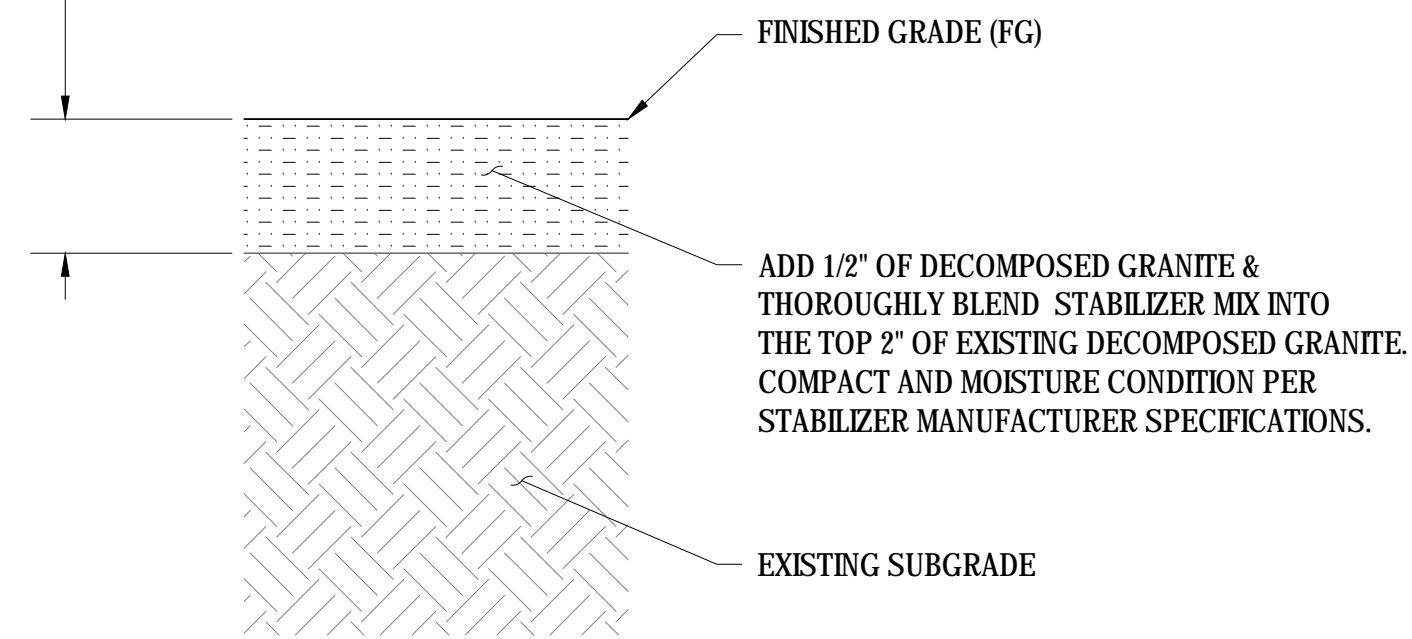 FINISHED GRADE (FG)
ADD 1/2" OF DECOMPOSED GRANITE &
THOROUGHLY BLEND STABILIZER MIX INTO
THE TOP 2" OF EXISTING DECOMPOSED GRANITE.
COMPACT AND MOISTURE CONDITION PER
STABILIZER MANUFACTURER SPECIFICATIONS.
EXISTING SUBGRADE